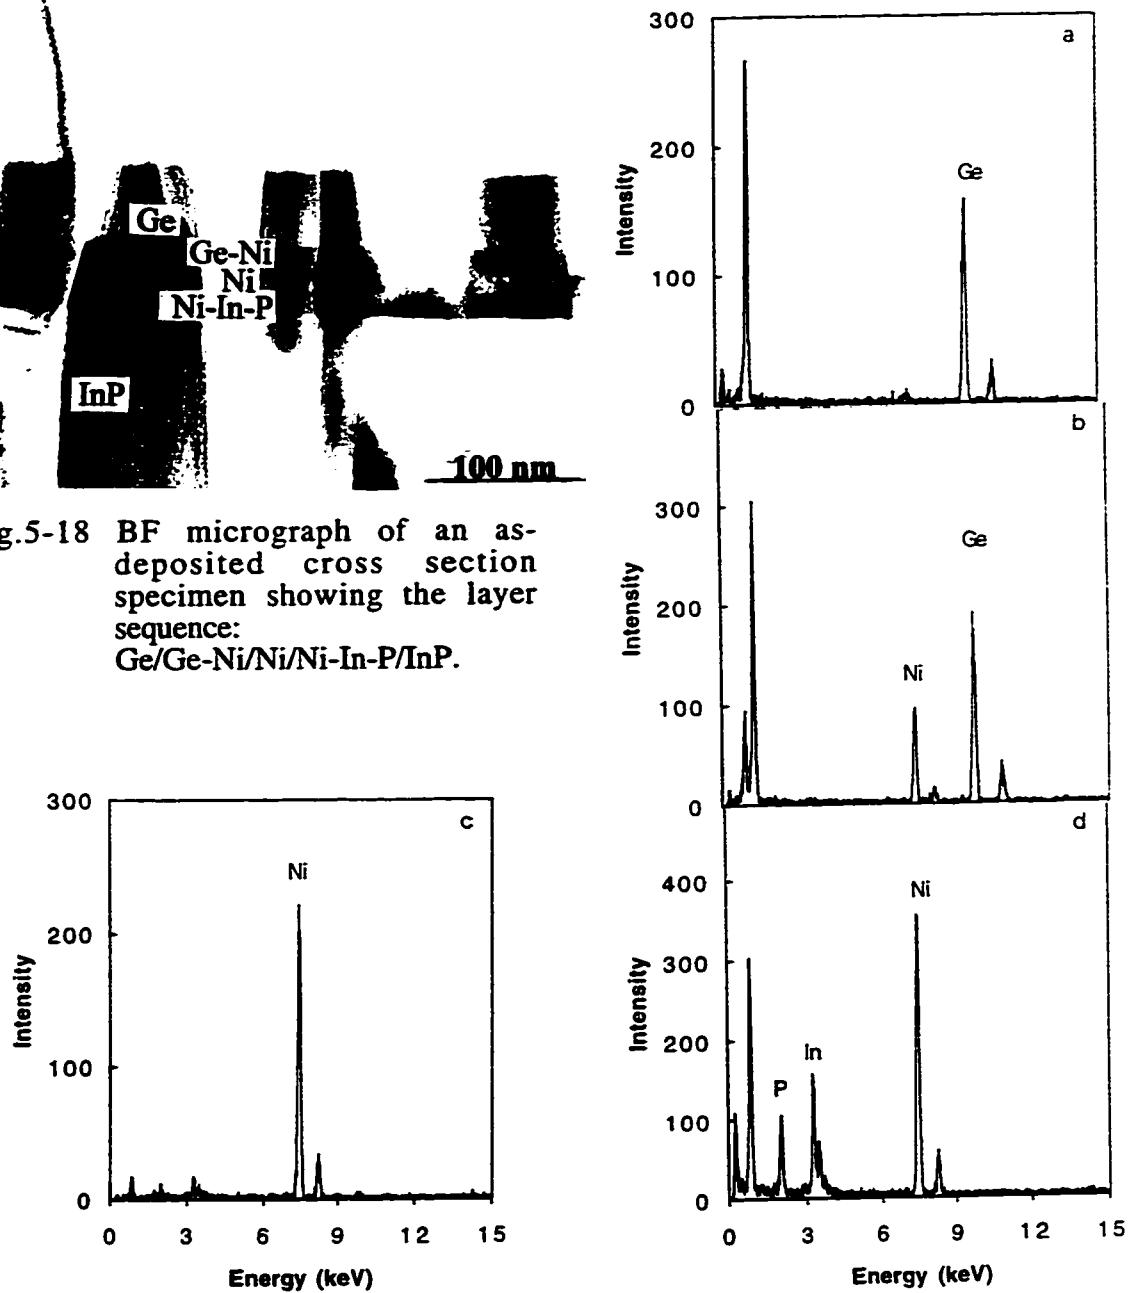 Ge
Ge-Ni
Ni
Ni-In-P
InP
100 nm
g.5-18 BF micrograph of an as-
deposited cross section
specimen showing the layer
sequence:
Ge/Ge-Ni/Ni/Ni-In-P/InP.
a
300
200
100
0
Intensity
Ge
b
300
200
100
0
Intensity
Ni
Ge
c
300
200
100
0
Intensity
Ni
0 3 6 9 12 15
Energy (keV)
d
400
300
200
100
0
Intensity
P
In
Ni
0 3 6 9 12 15
Energy (keV)